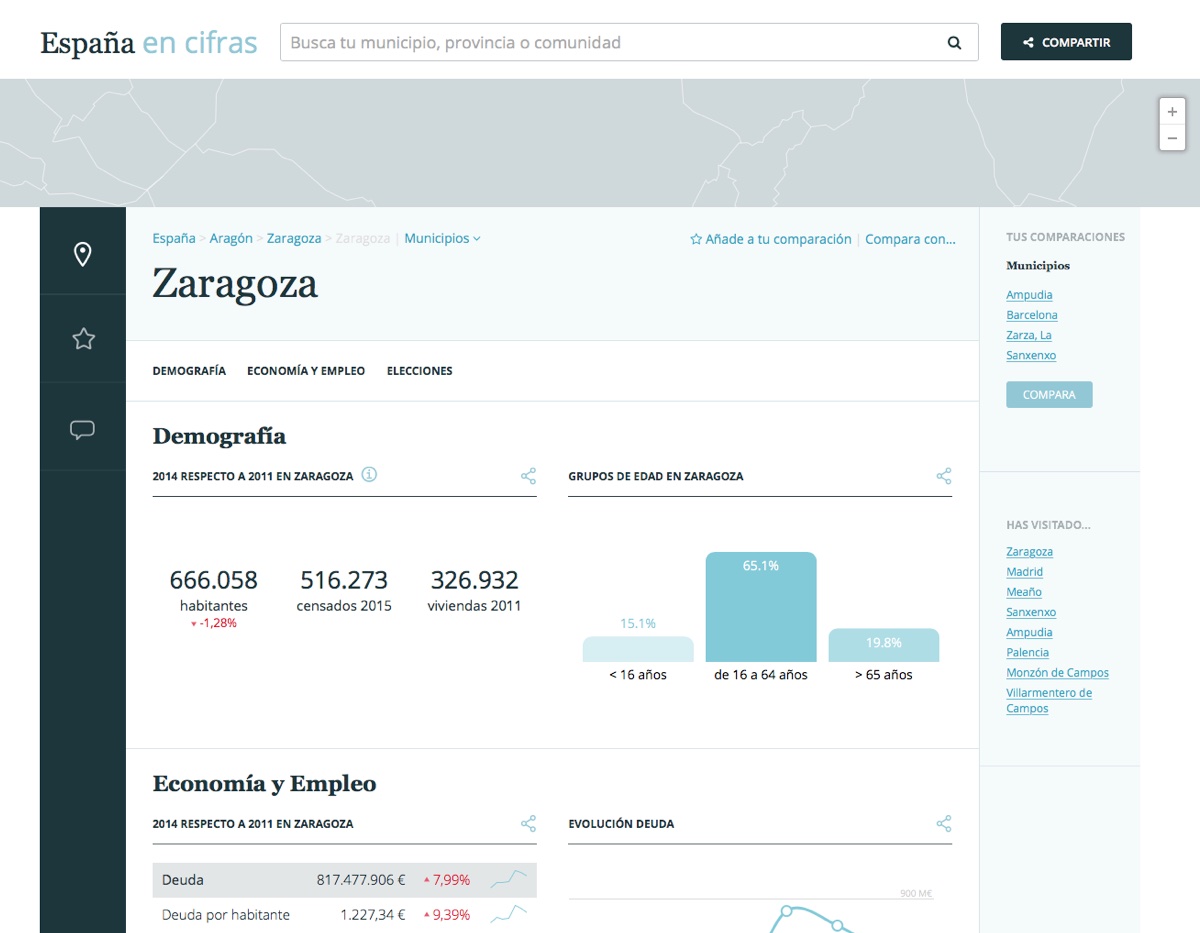 España en cifras
Busca tu municipio, provincia o comunidad
COMPARTIR
+
−
España > Aragón > Zaragoza > Zaragoza | Municipios
Añade a tu comparación | Compara con...
Zaragoza
DEMOGRAFÍA ECONOMÍA Y EMPLEO ELECCIONES
Demografía
2014 RESPECTO A 2011 EN ZARAGOZA
666.058 516.273 326.932
habitantes censados 2015 viviendas 2011
-1,28%
GRUPOS DE EDAD EN ZARAGOZA
65.1%
15.1%
19.8%
< 16 años de 16 a 64 años > 65 años
Economía y Empleo
2014 RESPECTO A 2011 EN ZARAGOZA
Deuda 817.477.906 € 7,99%
Deuda por habitante 1.227,34 € 9,39%
EVOLUCIÓN DEUDA
900 M€
TUS COMPARACIONES
Municipios
Ampudia
Barcelona
Zarza, La
Sanxenxo
COMPARA
HAS VISITADO...
Zaragoza
Madrid
Meaño
Sanxenxo
Ampudia
Palencia
Monzón de Campos
Villarmentero de
Campos